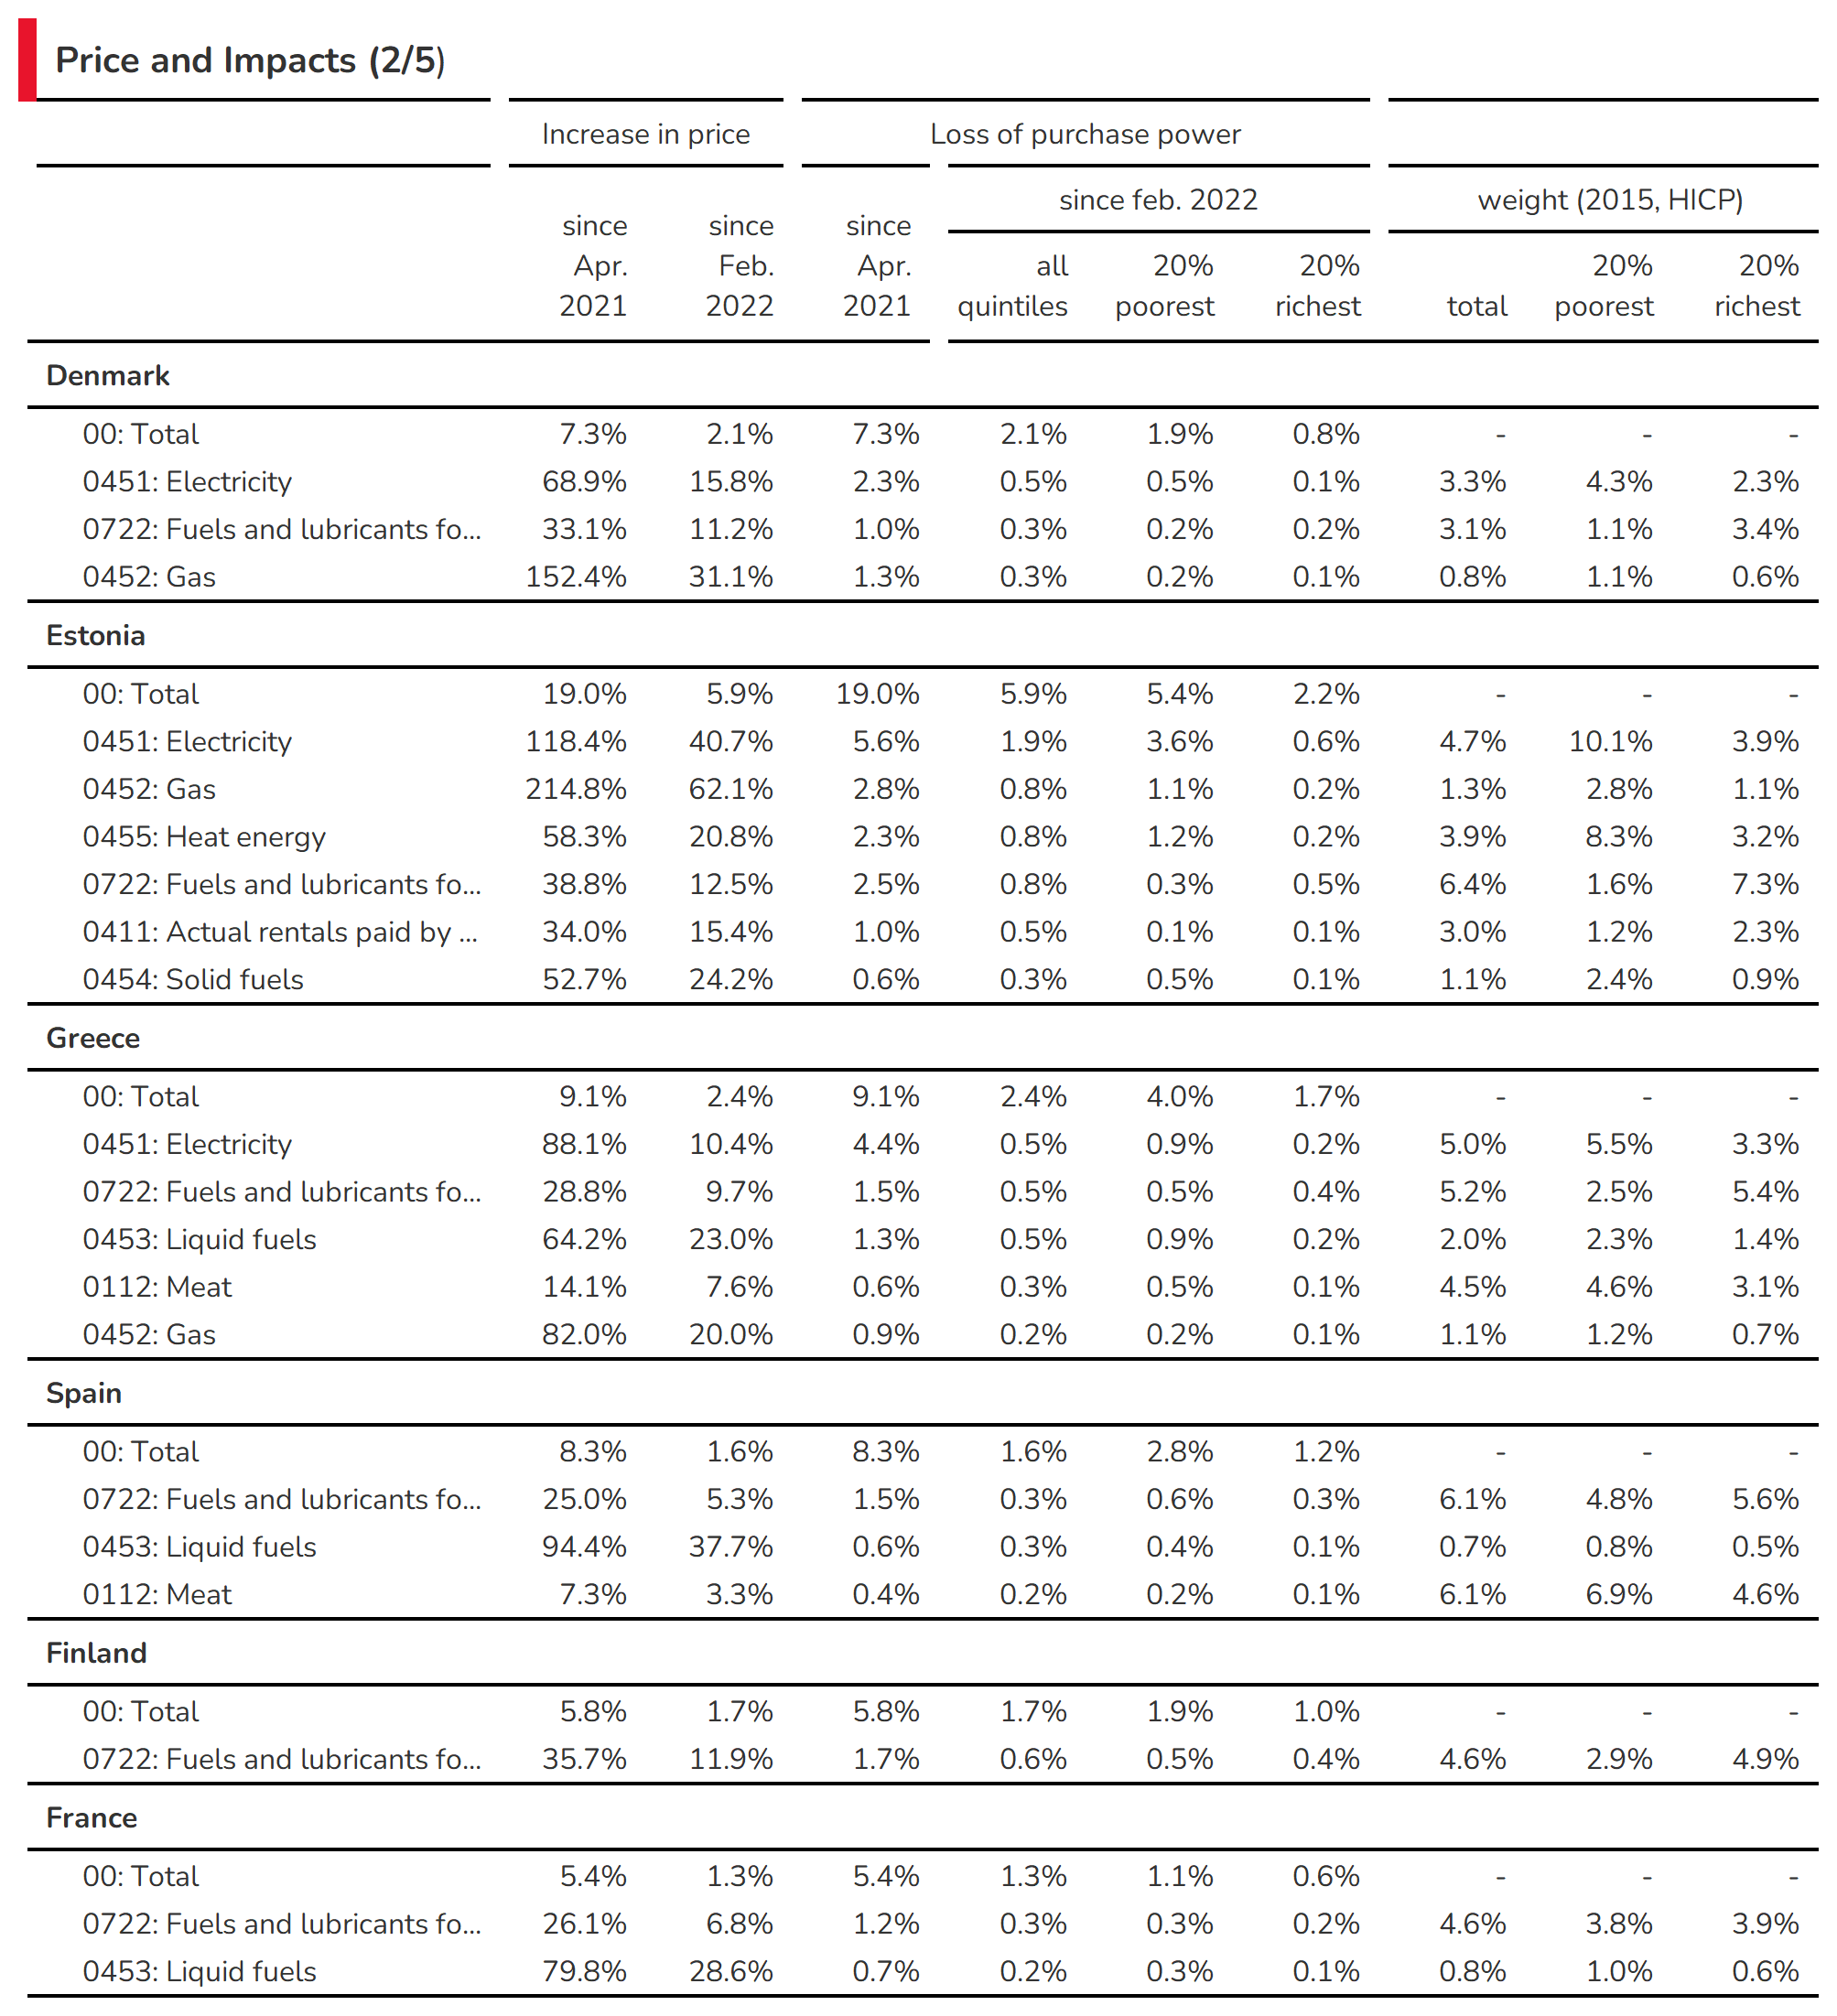 Price and Impacts (2/5)
Increase in price Loss of purchase power
since feb. 2022 weight (2015, HICP)
since since since
Apr. Feb. Apr. all 20% 20% 20% 20%
2021 2022 2021 quintiles poorest richest total poorest richest
Denmark
00: Total 7.3% 2.1% 7.3% 2.1% 1.9% 0.8% - - -
0451: Electricity 68.9% 15.8% 2.3% 0.5% 0.5% 0.1% 3.3% 4.3% 2.3%
0722: Fuels and lubricants fo... 33.1% 11.2% 1.0% 0.3% 0.2% 0.2% 3.1% 1.1% 3.4%
0452: Gas 152.4% 31.1% 1.3% 0.3% 0.2% 0.1% 0.8% 1.1% 0.6%
Estonia
00: Total 19.0% 5.9% 19.0% 5.9% 5.4% 2.2% - - -
0451: Electricity 118.4% 40.7% 5.6% 1.9% 3.6% 0.6% 4.7% 10.1% 3.9%
0452: Gas 214.8% 62.1% 2.8% 0.8% 1.1% 0.2% 1.3% 2.8% 1.1%
0455: Heat energy 58.3% 20.8% 2.3% 0.8% 1.2% 0.2% 3.9% 8.3% 3.2%
0722: Fuels and lubricants fo... 38.8% 12.5% 2.5% 0.8% 0.3% 0.5% 6.4% 1.6% 7.3%
0411: Actual rentals paid by ... 34.0% 15.4% 1.0% 0.5% 0.1% 0.1% 3.0% 1.2% 2.3%
0454: Solid fuels 52.7% 24.2% 0.6% 0.3% 0.5% 0.1% 1.1% 2.4% 0.9%
Greece
00: Total 9.1% 2.4% 9.1% 2.4% 4.0% 1.7% - - -
0451: Electricity 88.1% 10.4% 4.4% 0.5% 0.9% 0.2% 5.0% 5.5% 3.3%
0722: Fuels and lubricants fo... 28.8% 9.7% 1.5% 0.5% 0.5% 0.4% 5.2% 2.5% 5.4%
0453: Liquid fuels 64.2% 23.0% 1.3% 0.5% 0.9% 0.2% 2.0% 2.3% 1.4%
0112: Meat 14.1% 7.6% 0.6% 0.3% 0.5% 0.1% 4.5% 4.6% 3.1%
0452: Gas 82.0% 20.0% 0.9% 0.2% 0.2% 0.1% 1.1% 1.2% 0.7%
Spain
00: Total 8.3% 1.6% 8.3% 1.6% 2.8% 1.2% - - -
0722: Fuels and lubricants fo... 25.0% 5.3% 1.5% 0.3% 0.6% 0.3% 6.1% 4.8% 5.6%
0453: Liquid fuels 94.4% 37.7% 0.6% 0.3% 0.4% 0.1% 0.7% 0.8% 0.5%
0112: Meat 7.3% 3.3% 0.4% 0.2% 0.2% 0.1% 6.1% 6.9% 4.6%
Finland
00: Total 5.8% 1.7% 5.8% 1.7% 1.9% 1.0% - - -
0722: Fuels and lubricants fo... 35.7% 11.9% 1.7% 0.6% 0.5% 0.4% 4.6% 2.9% 4.9%
France
00: Total 5.4% 1.3% 5.4% 1.3% 1.1% 0.6% - - -
0722: Fuels and lubricants fo... 26.1% 6.8% 1.2% 0.3% 0.3% 0.2% 4.6% 3.8% 3.9%
0453: Liquid fuels 79.8% 28.6% 0.7% 0.2% 0.3% 0.1% 0.8% 1.0% 0.6%